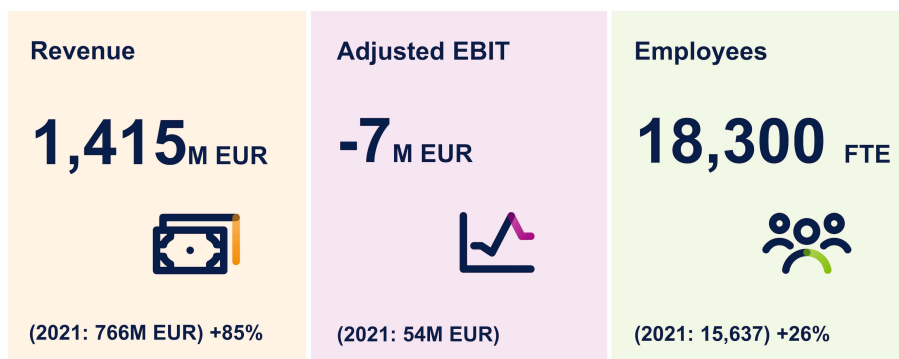 Revenue
1,415M EUR
(2021: 766M EUR) +85%
Adjusted EBIT
-7M EUR
(2021: 54M EUR)
Employees
18,300 FTE
(2021: 15,637) +26%